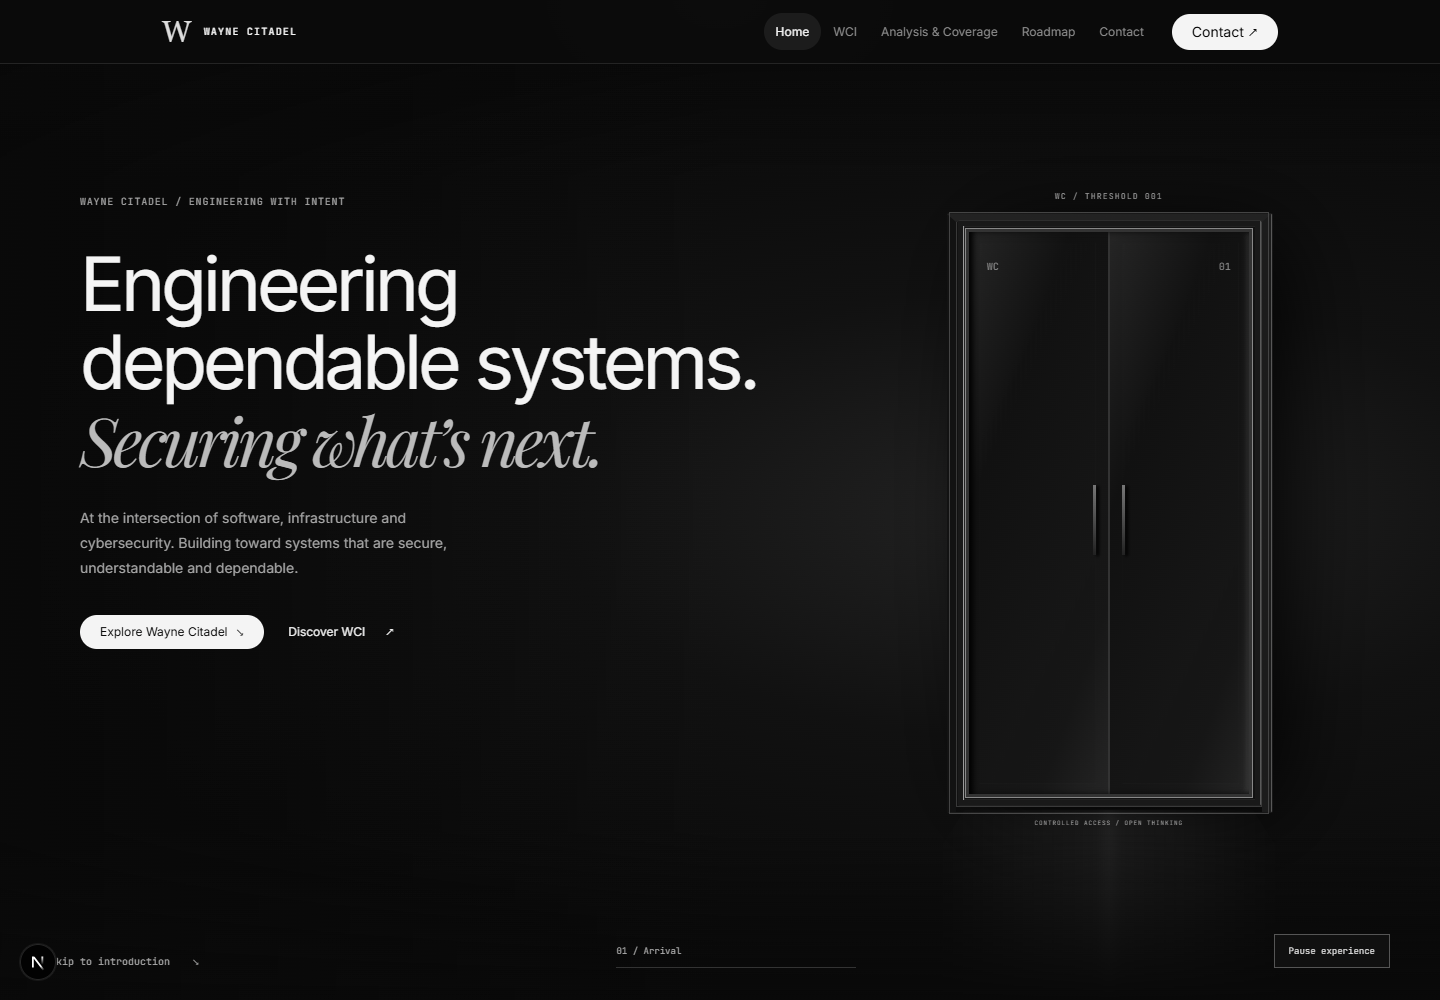 W WAYNE CITADEL
Home WCI Analysis & Coverage Roadmap Contact Contact ↗
WAYNE CITADEL / ENGINEERING WITH INTENT
Engineering
dependable systems.
Securing what's next.
At the intersection of software, infrastructure and
cybersecurity. Building toward systems that are secure,
understandable and dependable.
Explore Wayne Citadel ↘ Discover WCI ↗
WC / THRESHOLD 001
WC 01
CONTROLLED ACCESS / OPEN THINKING
N kip to introduction ↘
01 / Arrival
Pause experience